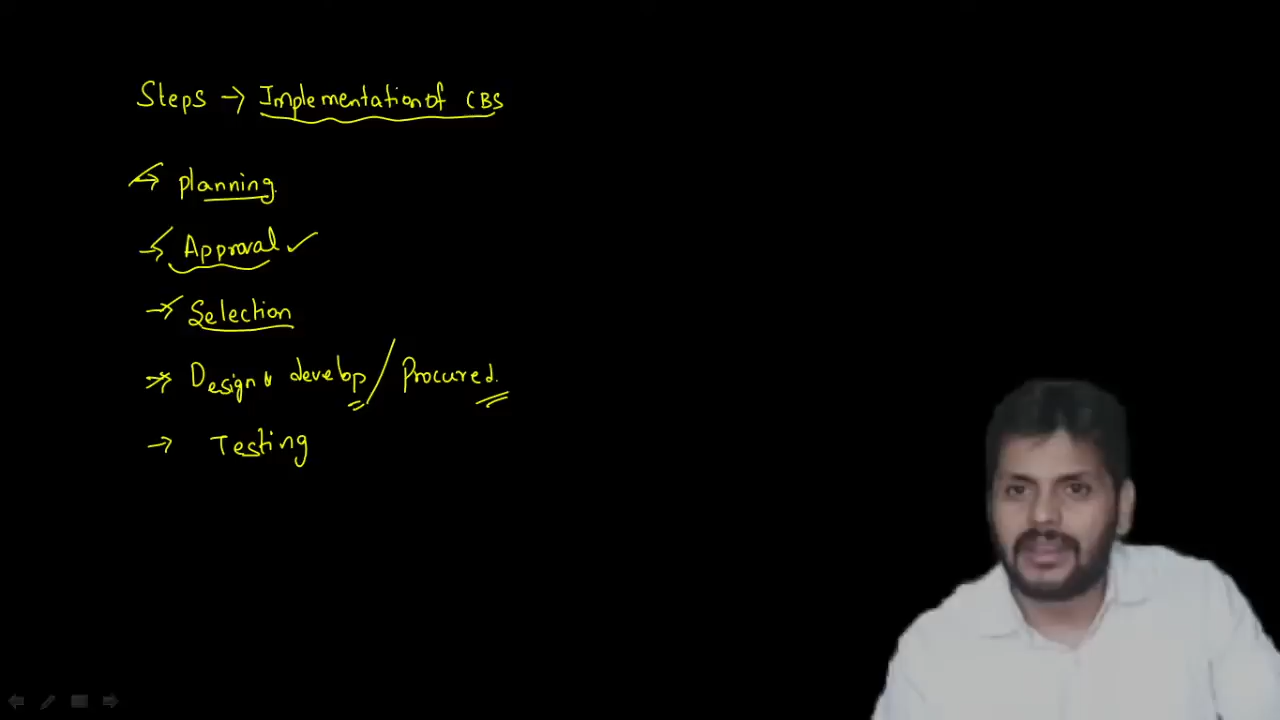 Steps → Implementation of CBS
→ Planning
→ Approval ✓
→ Selection
→ Design & develop / Procured.
→ Testing